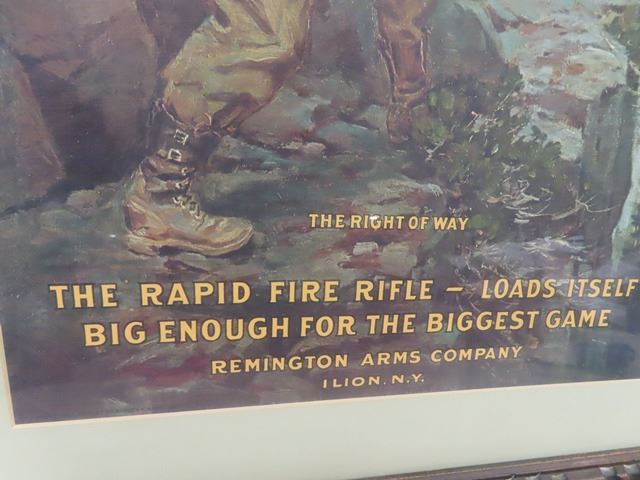 THE RIGHT OF WAY
THE RAPID FIRE RIFLE – LOADS ITSELF
BIG ENOUGH FOR THE BIGGEST GAME
REMINGTON ARMS COMPANY
ILION. N.Y.